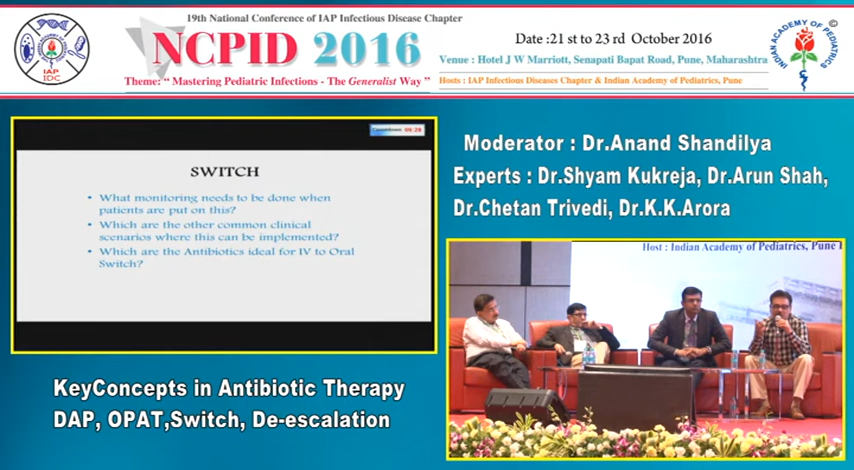 19th National Conference of IAP Infectious Disease Chapter
NCPID 2016
Theme: “ Mastering Pediatric Infections - The Generalist Way ”
Date :21 st to 23 rd October 2016
Venue : Hotel J W Marriott, Senapati Bapat Road, Pune, Maharashtra
Hosts : IAP Infectious Diseases Chapter & Indian Academy of Pediatrics, Pune
IAP
IDC
INDIAN ACADEMY OF PEDIATRICS
©
Countdown 09:28
SWITCH
• What monitoring needs to be done when
patients are put on this?
• Which are the other common clinical
scenarios where this can be implemented?
• Which are the Antibiotics ideal for IV to Oral
Switch?
Moderator : Dr.Anand Shandilya
Experts : Dr.Shyam Kukreja, Dr.Arun Shah,
Dr.Chetan Trivedi, Dr.K.K.Arora
Host : Indian Academy of Pediatrics, Pune
KeyConcepts in Antibiotic Therapy
DAP, OPAT,Switch, De-escalation